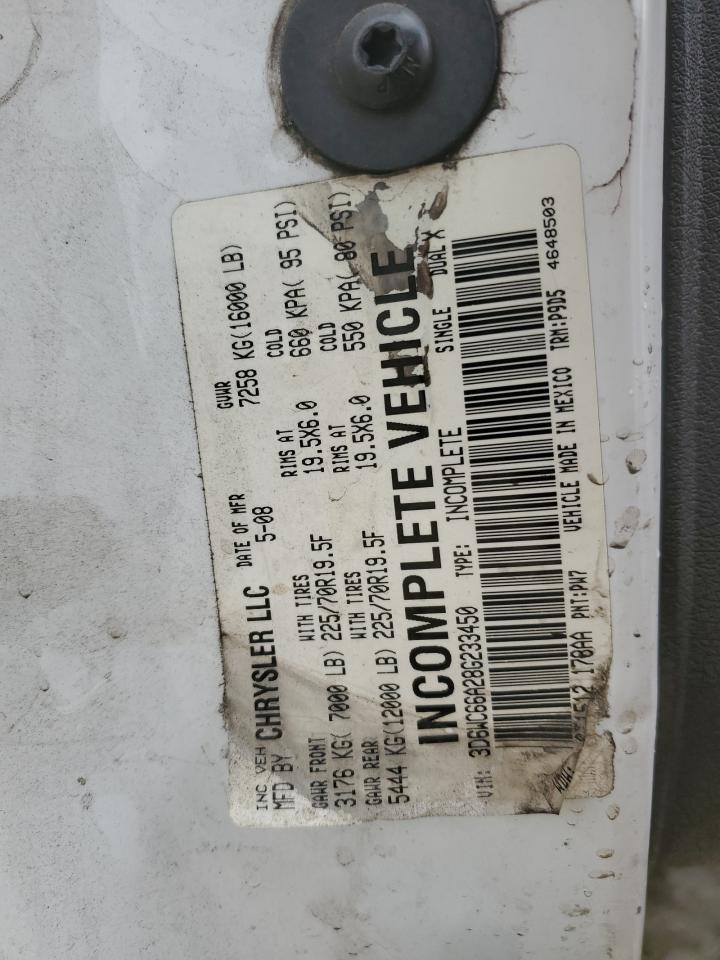 INC VEH
MFD BY CHRYSLER LLC DATE OF MFR 5-08 GVWR 7258 KG(16000 LB)
GAWR FRONT WITH TIRES RIMS AT COLD
3176 KG( 7000 LB) 225/70R19.5F 19.5X6.0 660 KPA( 95 PSI)
GAWR REAR WITH TIRES RIMS AT COLD
5444 KG(12000 LB) 225/70R19.5F 19.5X6.0 550 KPA( 80 PSI)
INCOMPLETE VEHICLE
VIN: 3D6WC66A28G233450 TYPE: INCOMPLETE SINGLE DUAL X
512 178AA PNT:PW7 VEHICLE MADE IN MEXICO TRM:P9D5 4648503